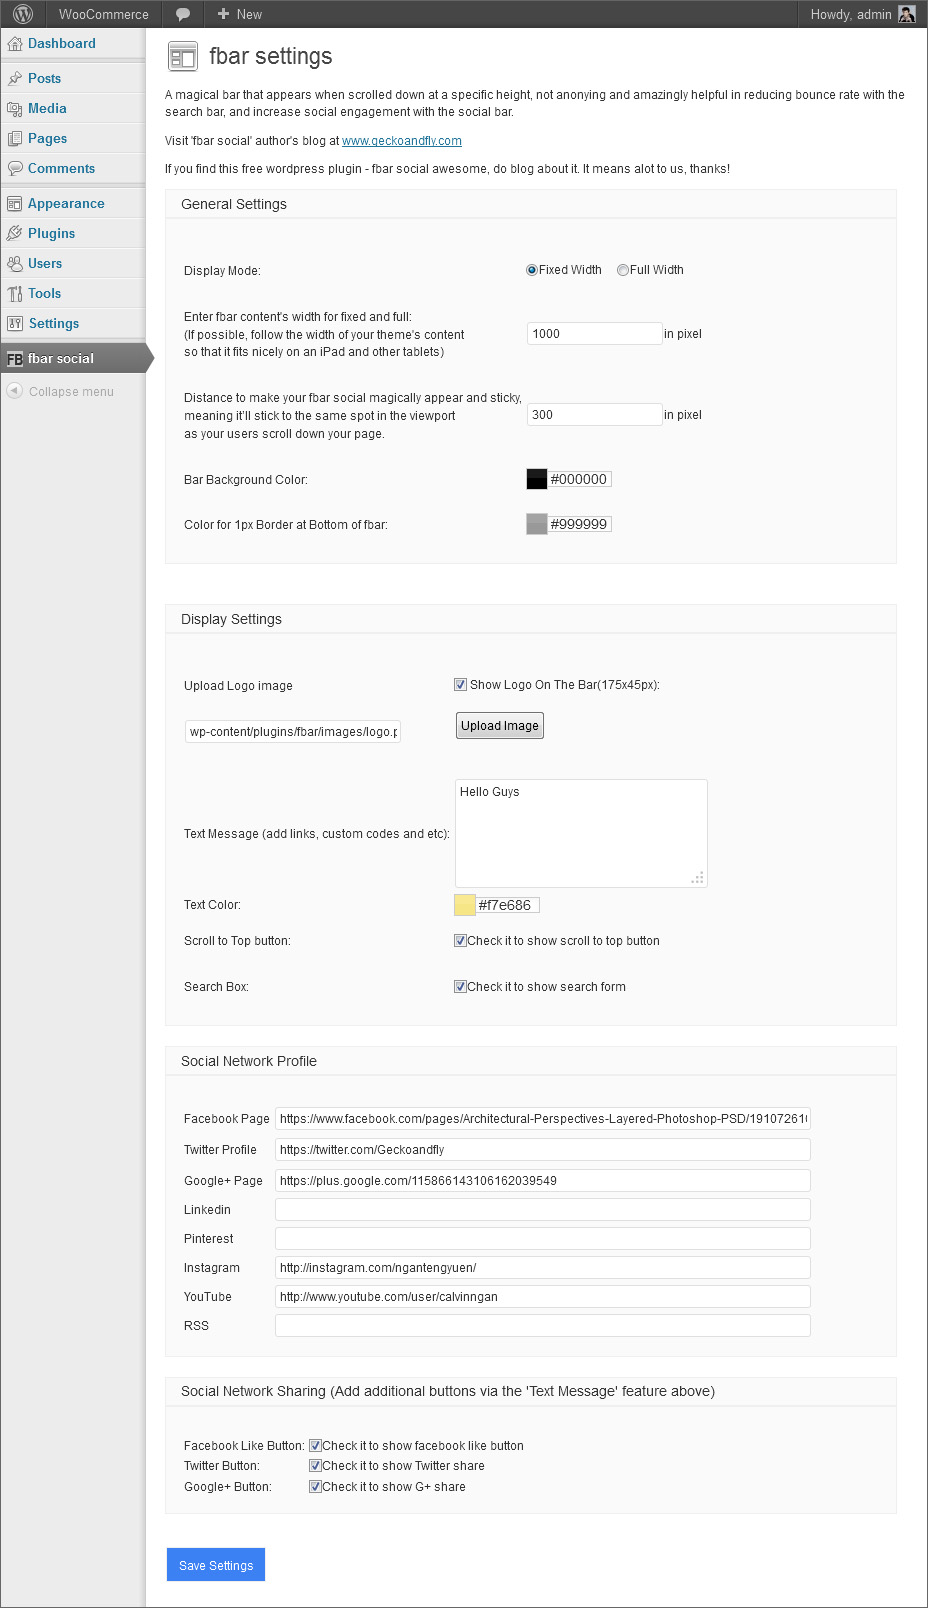 WooCommerce
New
Howdy, admin
Dashboard
Posts
Media
Pages
Comments
Appearance
Plugins
Users
Tools
Settings
FB fbar social
Collapse menu
fbar settings
A magical bar that appears when scrolled down at a specific height, not anonying and amazingly helpful in reducing bounce rate with the
search bar, and increase social engagement with the social bar.
Visit 'fbar social' author's blog at www.geckoandfly.com
If you find this free wordpress plugin - fbar social awesome, do blog about it. It means alot to us, thanks!
General Settings
Display Mode:
Fixed Width
Full Width
Enter fbar content's width for fixed and full:
(If possible, follow the width of your theme's content
so that it fits nicely on an iPad and other tablets)
1000
in pixel
Distance to make your fbar social magically appear and sticky,
meaning it'll stick to the same spot in the viewport
as your users scroll down your page.
300
in pixel
Bar Background Color:
#000000
Color for 1px Border at Bottom of fbar:
#999999
Display Settings
Upload Logo image
Show Logo On The Bar(175x45px):
wp-content/plugins/fbar/images/logo.p
Upload Image
Text Message (add links, custom codes and etc):
Hello Guys
Text Color:
#f7e686
Scroll to Top button:
Check it to show scroll to top button
Search Box:
Check it to show search form
Social Network Profile
Facebook Page
https://www.facebook.com/pages/Architectural-Perspectives-Layered-Photoshop-PSD/191072610
Twitter Profile
https://twitter.com/Geckoandfly
Google+ Page
https://plus.google.com/115866143106162039549
Linkedin
Pinterest
Instagram
http://instagram.com/ngantengyuen/
YouTube
http://www.youtube.com/user/calvinngan
RSS
Social Network Sharing (Add additional buttons via the 'Text Message' feature above)
Facebook Like Button:
Check it to show facebook like button
Twitter Button:
Check it to show Twitter share
Google+ Button:
Check it to show G+ share
Save Settings